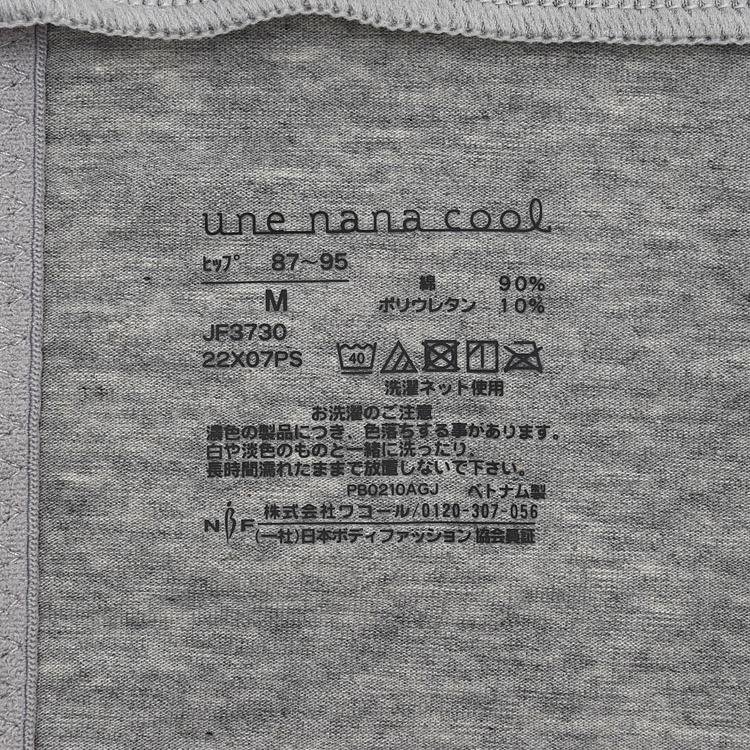 une nana cool
ヒップ 87〜95
M
綿 90%
ポリウレタン 10%
JF3730
22X07PS
40
洗濯ネット使用
お洗濯のご注意
濃色の製品につき、色落ちする事があります。
白や淡色のものと一緒に洗ったり、
長時間濡れたままで放置しないで下さい。
PB0210AGJ ベトナム製
NBF 株式会社ワコール/0120-307-056
(一社)日本ボディファッション協会員証